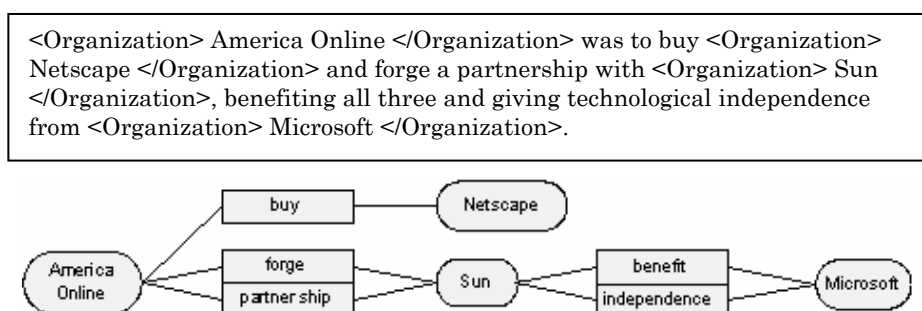 <Organization> America Online </Organization> was to buy <Organization>
Netscape </Organization> and forge a partnership with <Organization> Sun
</Organization>, benefiting all three and giving technological independence
from <Organization> Microsoft </Organization>.
buy
Netscape
America
Online
forge
partnership
Sun
benefit
independence
Microsoft